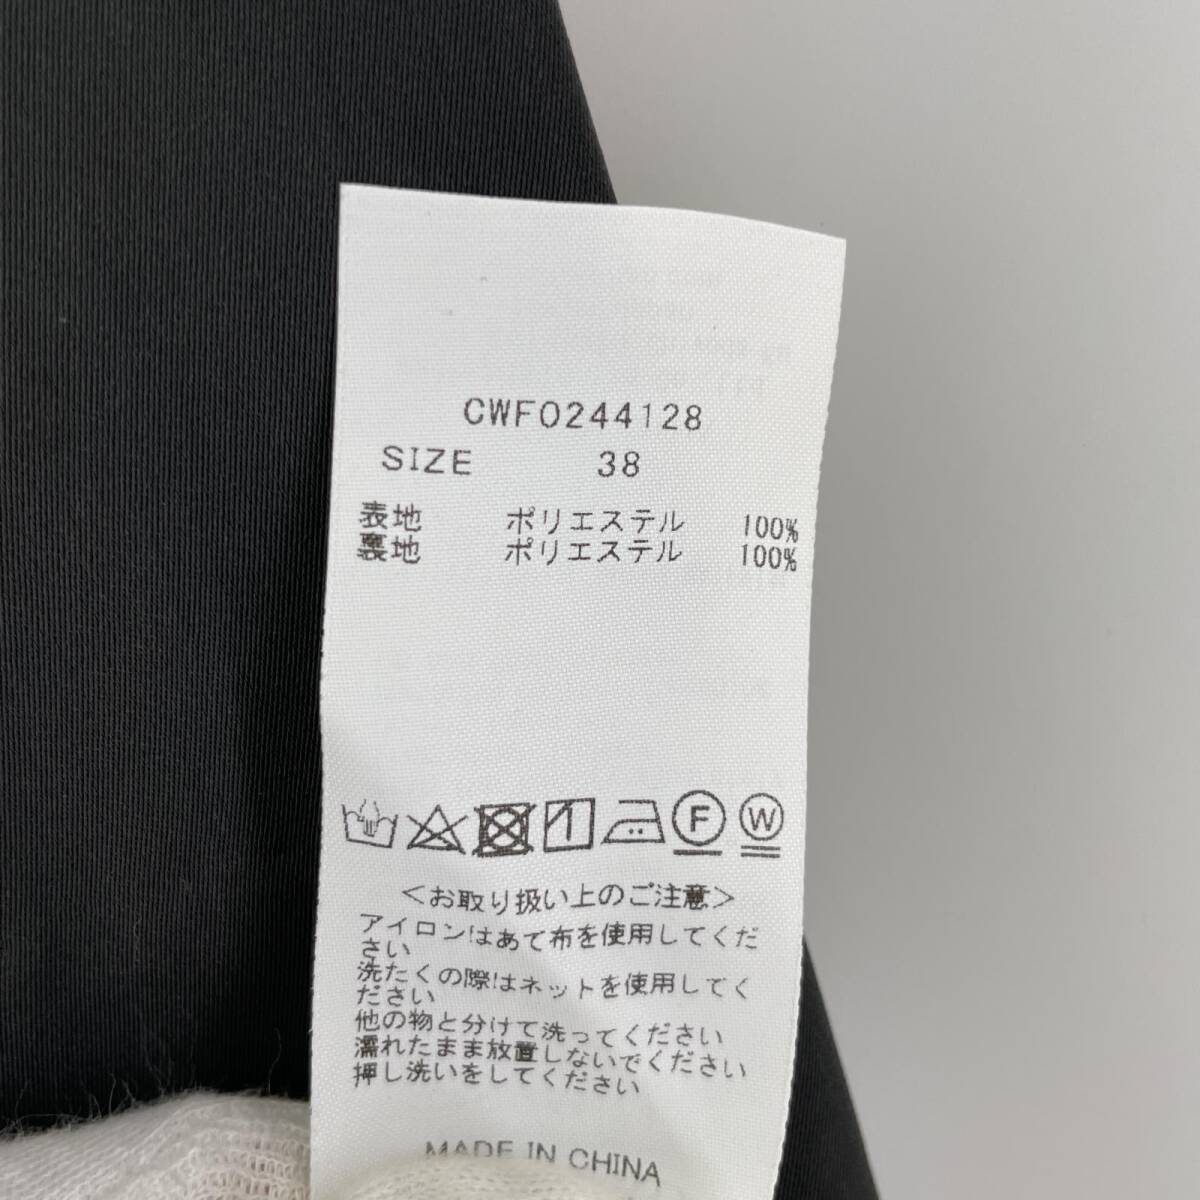 CWF0244128
SIZE 38
表地 ポリエステル 100%
裏地 ポリエステル 100%
F W
<お取り扱い上のご注意>
アイロンはあて布を使用してくだ
さい
洗たくの際はネットを使用してく
ださい
他の物と分けて洗ってください
濡れたまま放置しないでください
押し洗いをしてください
MADE IN CHINA